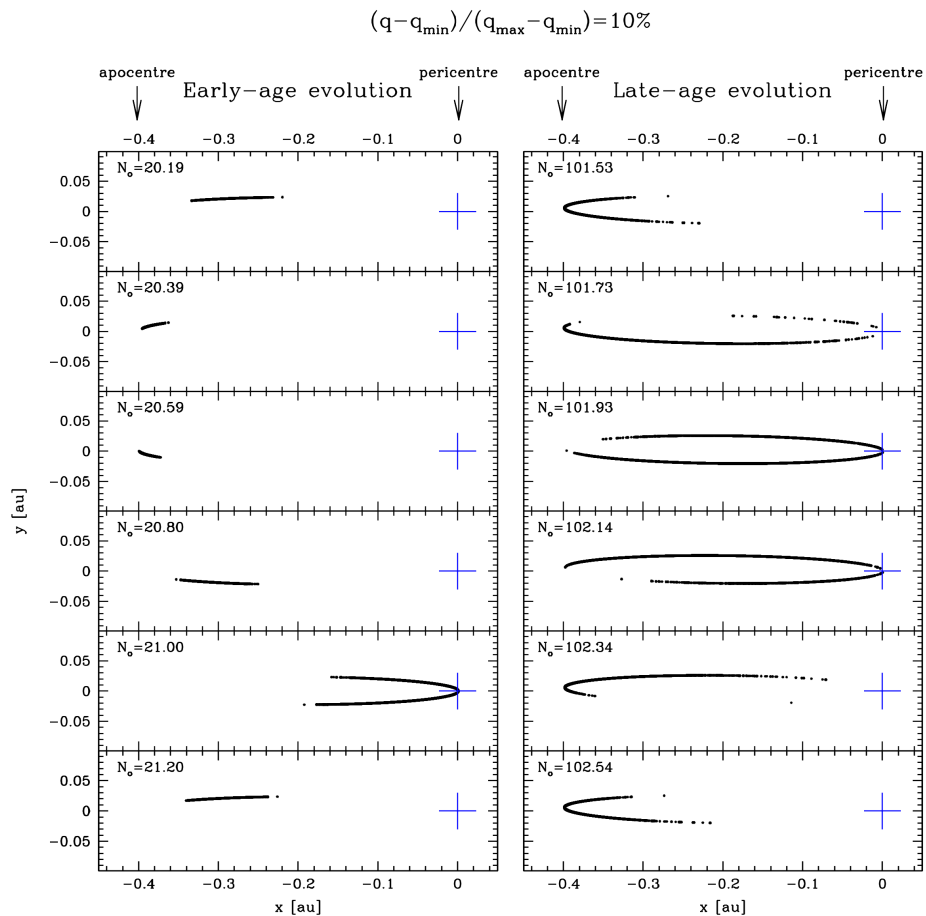 (q−q_min)/(q_max−q_min)=10%
apocentre pericentre apocentre pericentre
Early−age evolution Late−age evolution
−0.4 −0.3 −0.2 −0.1 0 −0.4 −0.3 −0.2 −0.1 0
N_o=20.19 N_o=101.53
0.05
0
−0.05
N_o=20.39 N_o=101.73
0.05
0
−0.05
N_o=20.59 N_o=101.93
0.05
0
−0.05
N_o=20.80 N_o=102.14
0.05
0
−0.05
N_o=21.00 N_o=102.34
0.05
0
−0.05
N_o=21.20 N_o=102.54
0.05
0
−0.05
y [au]
−0.4 −0.3 −0.2 −0.1 0 −0.4 −0.3 −0.2 −0.1 0
x [au] x [au]